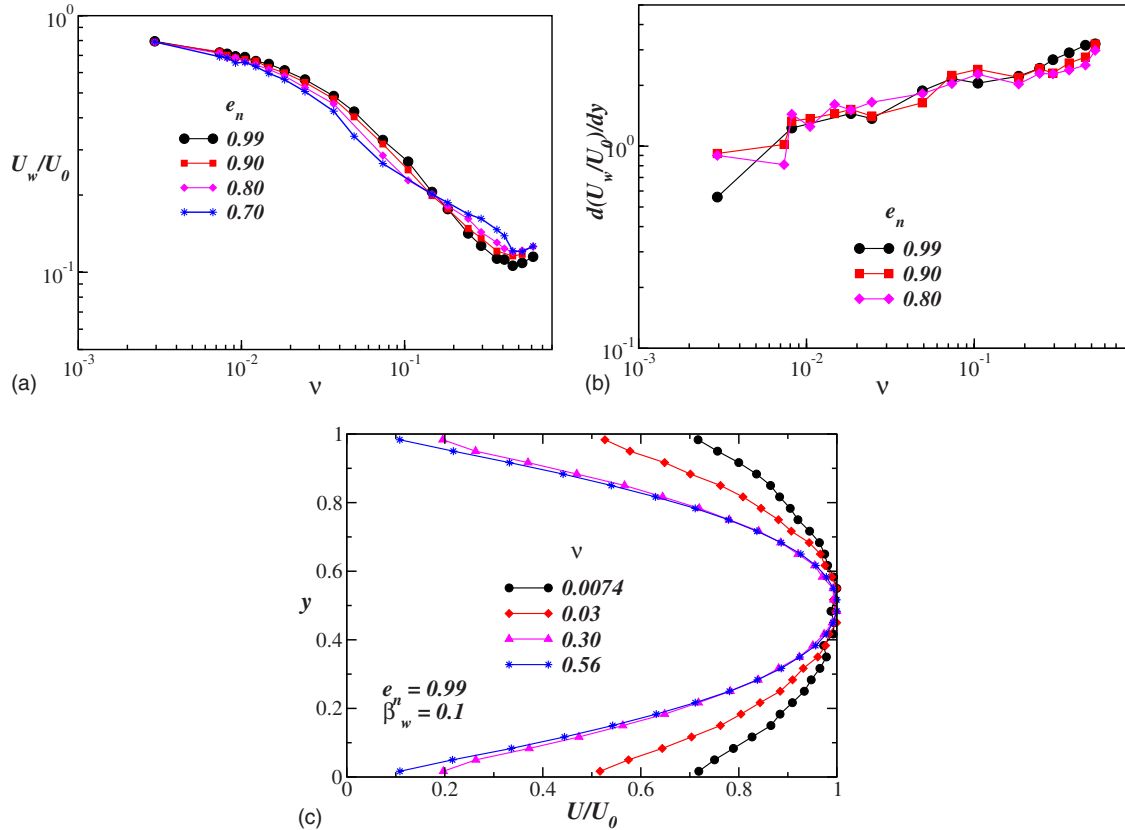 10^0
U_w/U_0
10^-1
10^-3
10^-2
10^-1
ν
e_n
0.99
0.90
0.80
0.70
(a)
d(U_w/U_0)/dy
10^0
10^-1
10^-3
10^-2
10^-1
ν
e_n
0.99
0.90
0.80
(b)
1
0.8
0.6
y
0.4
0.2
0
0
0.2
0.4
0.6
0.8
1
U/U_0
ν
0.0074
0.03
0.30
0.56
e_n = 0.99
β_w = 0.1
(c)